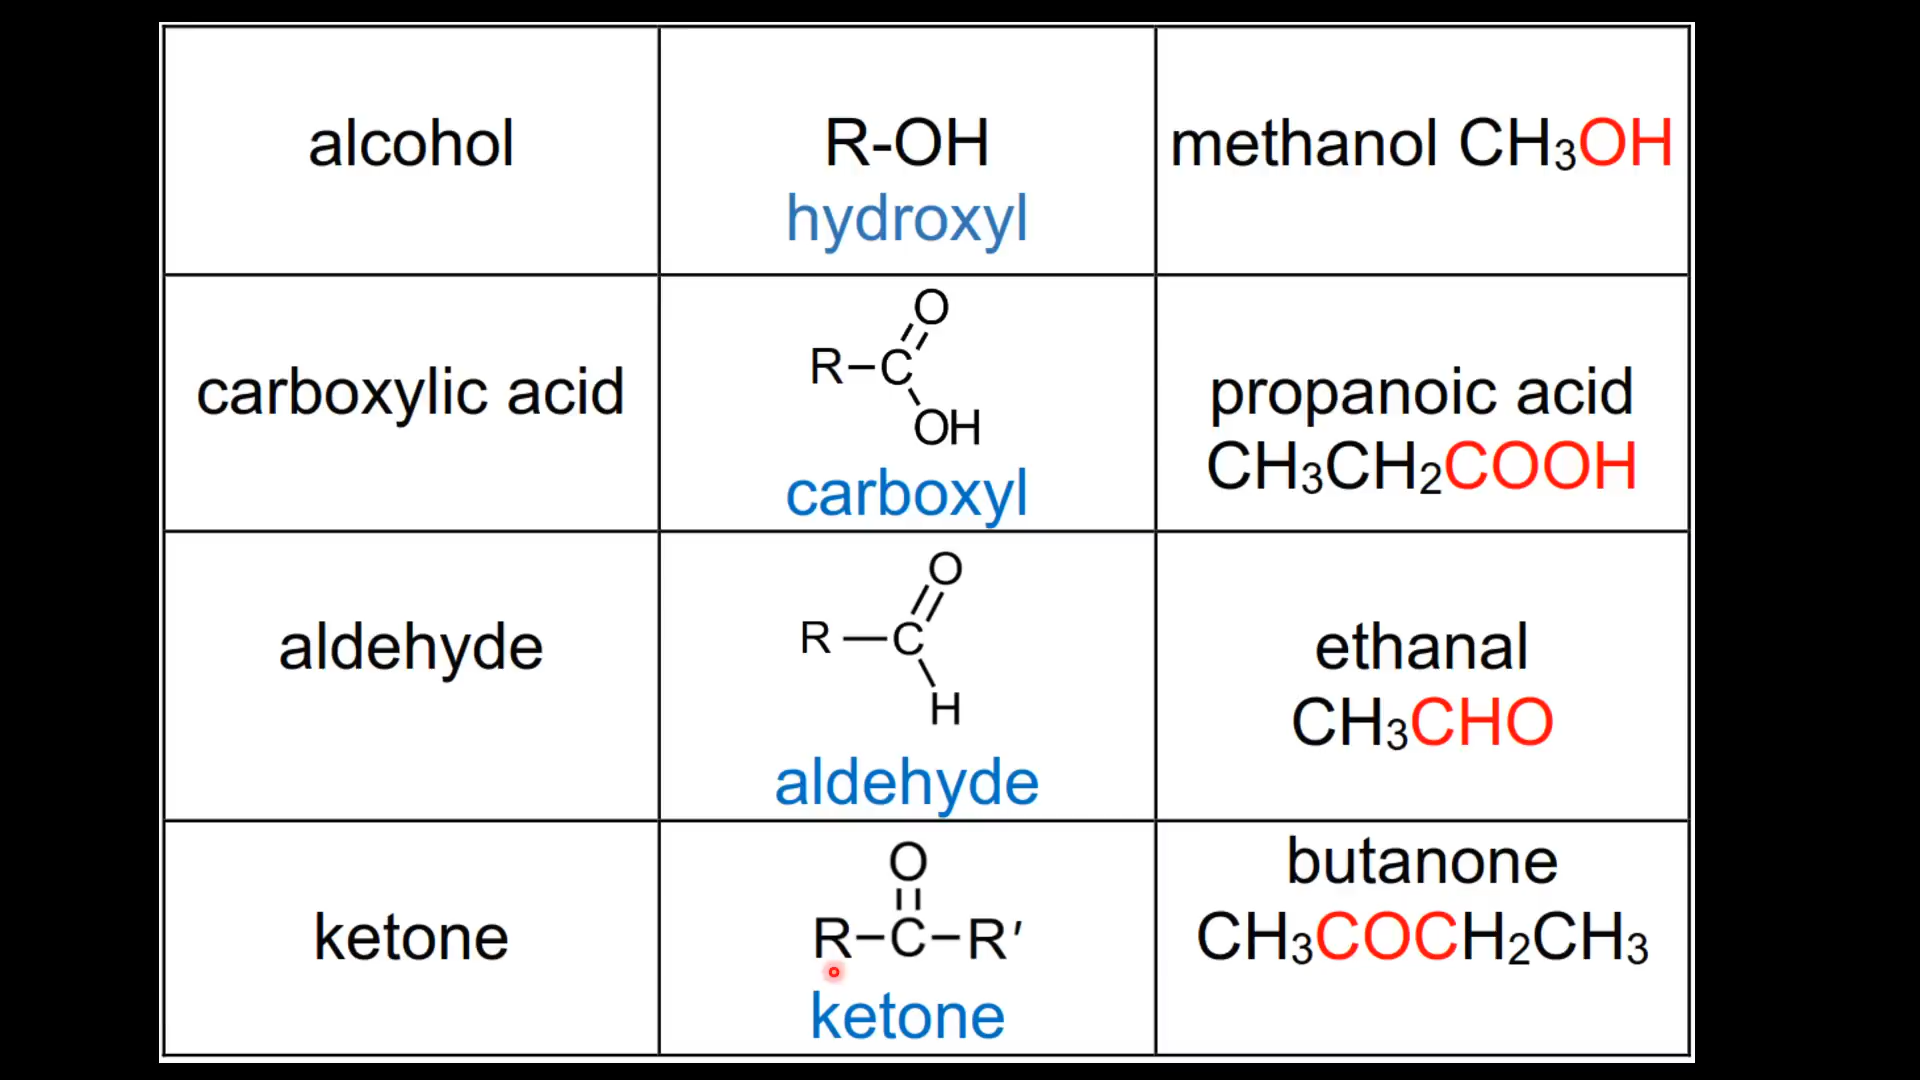 alcohol
R-OH
hydroxyl
methanol CH₃OH
carboxylic acid
O
R–C
OH
carboxyl
propanoic acid
CH₃CH₂COOH
aldehyde
O
R—C
H
aldehyde
ethanal
CH₃CHO
ketone
O
R–C–R′
ketone
butanone
CH₃COCH₂CH₃